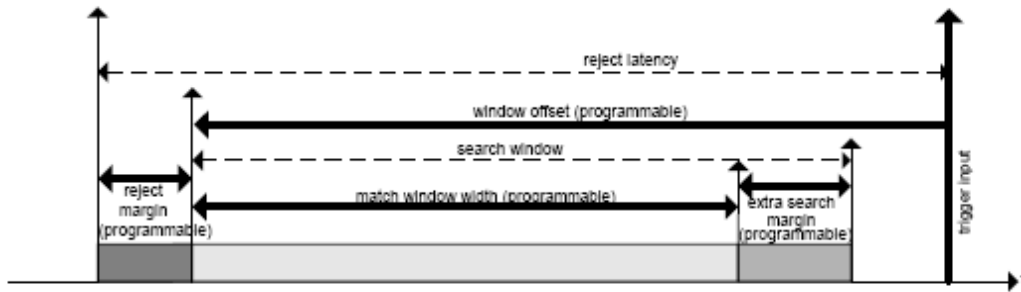 reject latency
window offset (programmable)
search window
reject
margin
(programmable)
match window width (programmable)
extra search
margin
(programmable)
trigger input